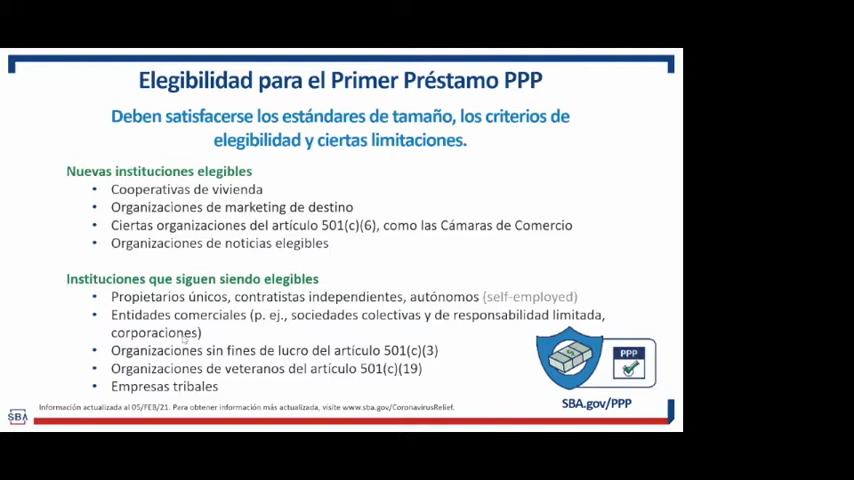 Elegibilidad para el Primer Préstamo PPP
Deben satisfacerse los estándares de tamaño, los criterios de
elegibilidad y ciertas limitaciones.
Nuevas instituciones elegibles
• Cooperativas de vivienda
• Organizaciones de marketing de destino
• Ciertas organizaciones del artículo 501(c)(6), como las Cámaras de Comercio
• Organizaciones de noticias elegibles
Instituciones que siguen siendo elegibles
• Propietarios únicos, contratistas independientes, autónomos (self-employed)
• Entidades comerciales (p. ej., sociedades colectivas y de responsabilidad limitada,
corporaciones)
• Organizaciones sin fines de lucro del artículo 501(c)(3)
• Organizaciones de veteranos del artículo 501(c)(19)
• Empresas tribales
PPP
SBA.gov/PPP
Información actualizada al 05/FEB/21. Para obtener información más actualizada, visite www.sba.gov/CoronavirusRelief.
SBA